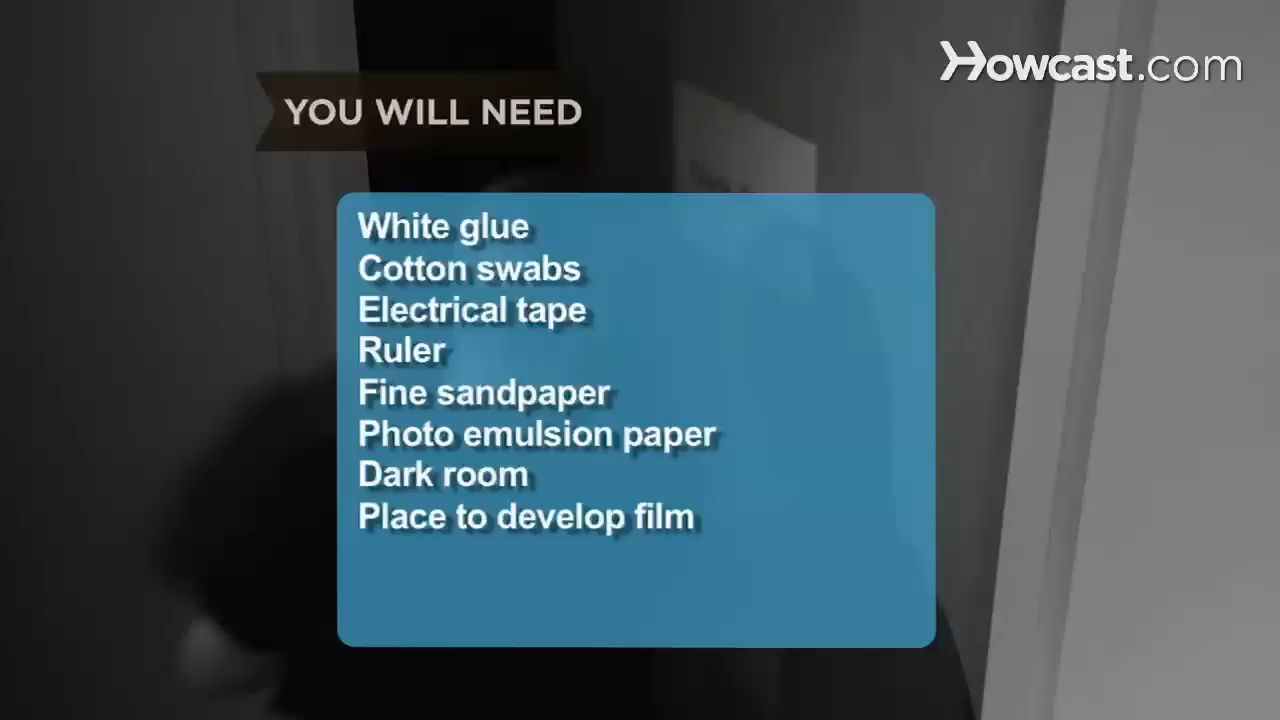 Howcast.com
YOU WILL NEED
White glue
Cotton swabs
Electrical tape
Ruler
Fine sandpaper
Photo emulsion paper
Dark room
Place to develop film